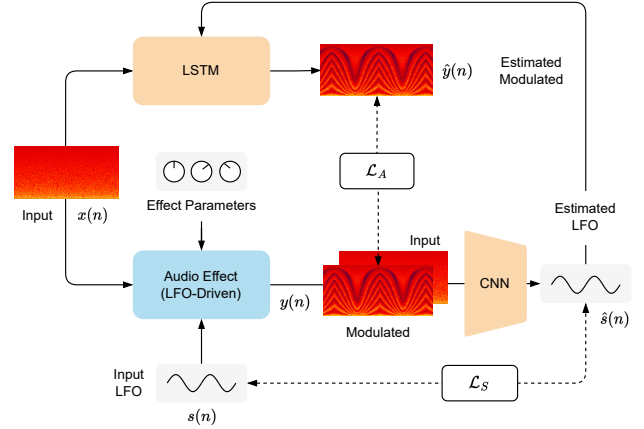 LSTM
ŷ(n)
Estimated
Modulated
Input
x(n)
Effect Parameters
ℒ_A
Estimated
LFO
Audio Effect
(LFO-Driven)
y(n)
Input
Modulated
CNN
ŝ(n)
Input
LFO
s(n)
ℒ_S